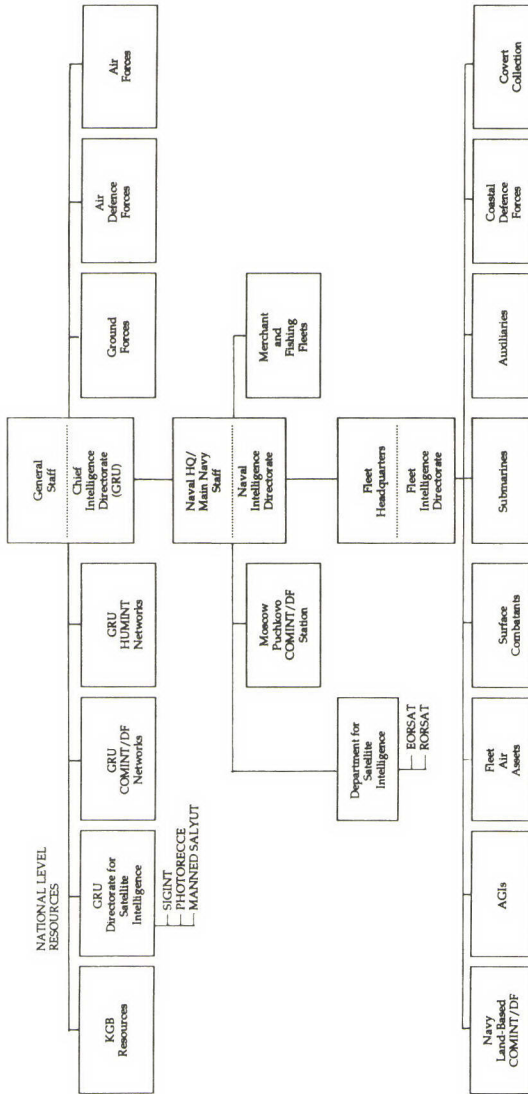 NATIONAL LEVEL
RESOURCES
General
Staff
Chief
Intelligence
Directorate
(GRU)
KGB
Resources
GRU
Directorate for
Satellite
Intelligence
SIGINT
PHOTORECCE
MANNED SALYUT
GRU
COMINT/DF
Networks
GRU
HUMINT
Networks
Ground
Forces
Air
Defence
Forces
Air
Forces
Naval HQ/
Main Navy
Staff
Naval
Intelligence
Directorate
Moscow
Puchkovo
COMINT/DF
Station
Merchant
and
Fishing
Fleets
Department for
Satellite
Intelligence
EORSAT
RORSAT
Fleet
Headquarters
Fleet
Intelligence
Directorate
Navy
Land-Based
COMINT/DF
AGIs
Fleet
Air
Assets
Surface
Combatants
Submarines
Auxiliaries
Coastal
Defence
Forces
Covert
Collection